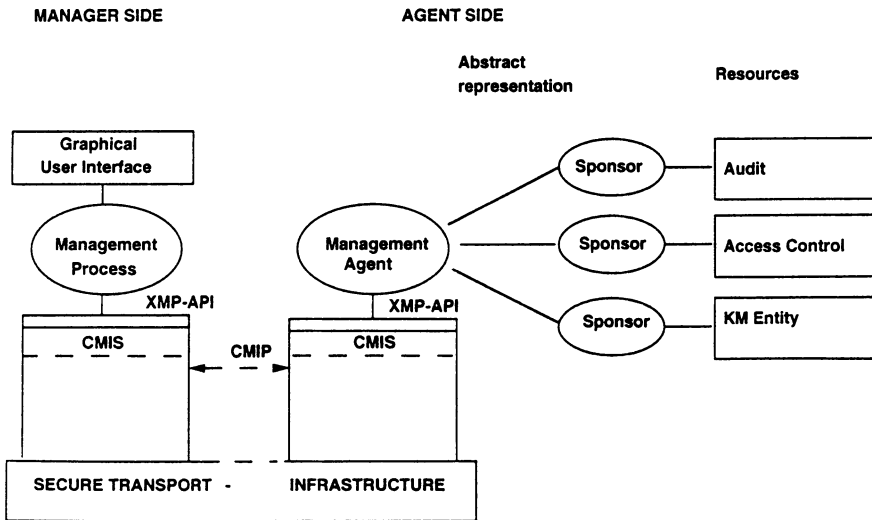 MANAGER SIDE
AGENT SIDE
Abstract
representation
Resources
Graphical
User Interface
Sponsor
Audit
Management
Process
Management
Agent
Sponsor
Access Control
XMP-API
XMP-API
Sponsor
KM Entity
CMIS
CMIP
CMIS
SECURE TRANSPORT - INFRASTRUCTURE